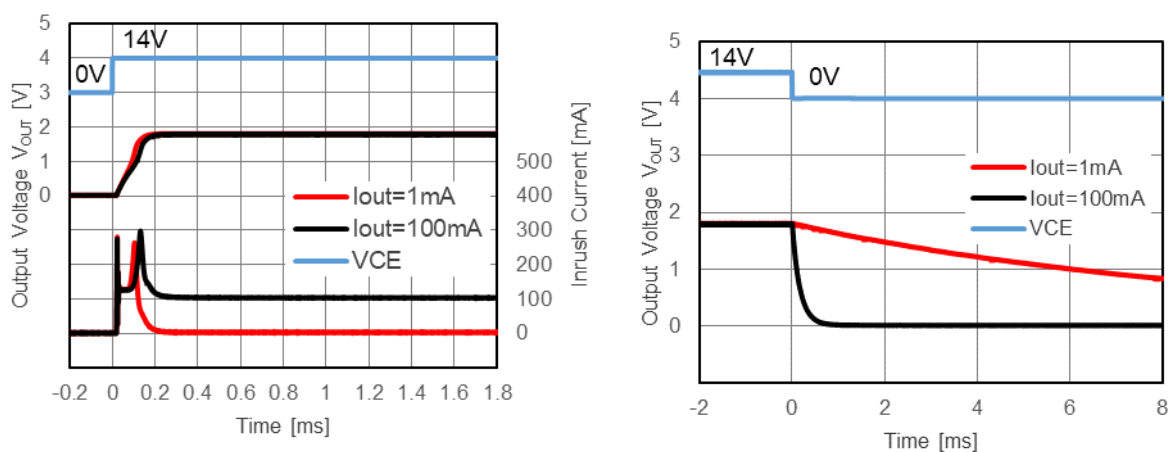 5
4
3
2
1
0
Output Voltage V_OUT [V]
14V
0V
500
400
300
200
100
0
Inrush Current [mA]
Iout=1mA
Iout=100mA
VCE
-0.2 0 0.2 0.4 0.6 0.8 1 1.2 1.4 1.6 1.8
Time [ms]
5
4
3
2
1
0
Output Voltage V_OUT [V]
14V
0V
Iout=1mA
Iout=100mA
VCE
-2 0 2 4 6 8
Time [ms]